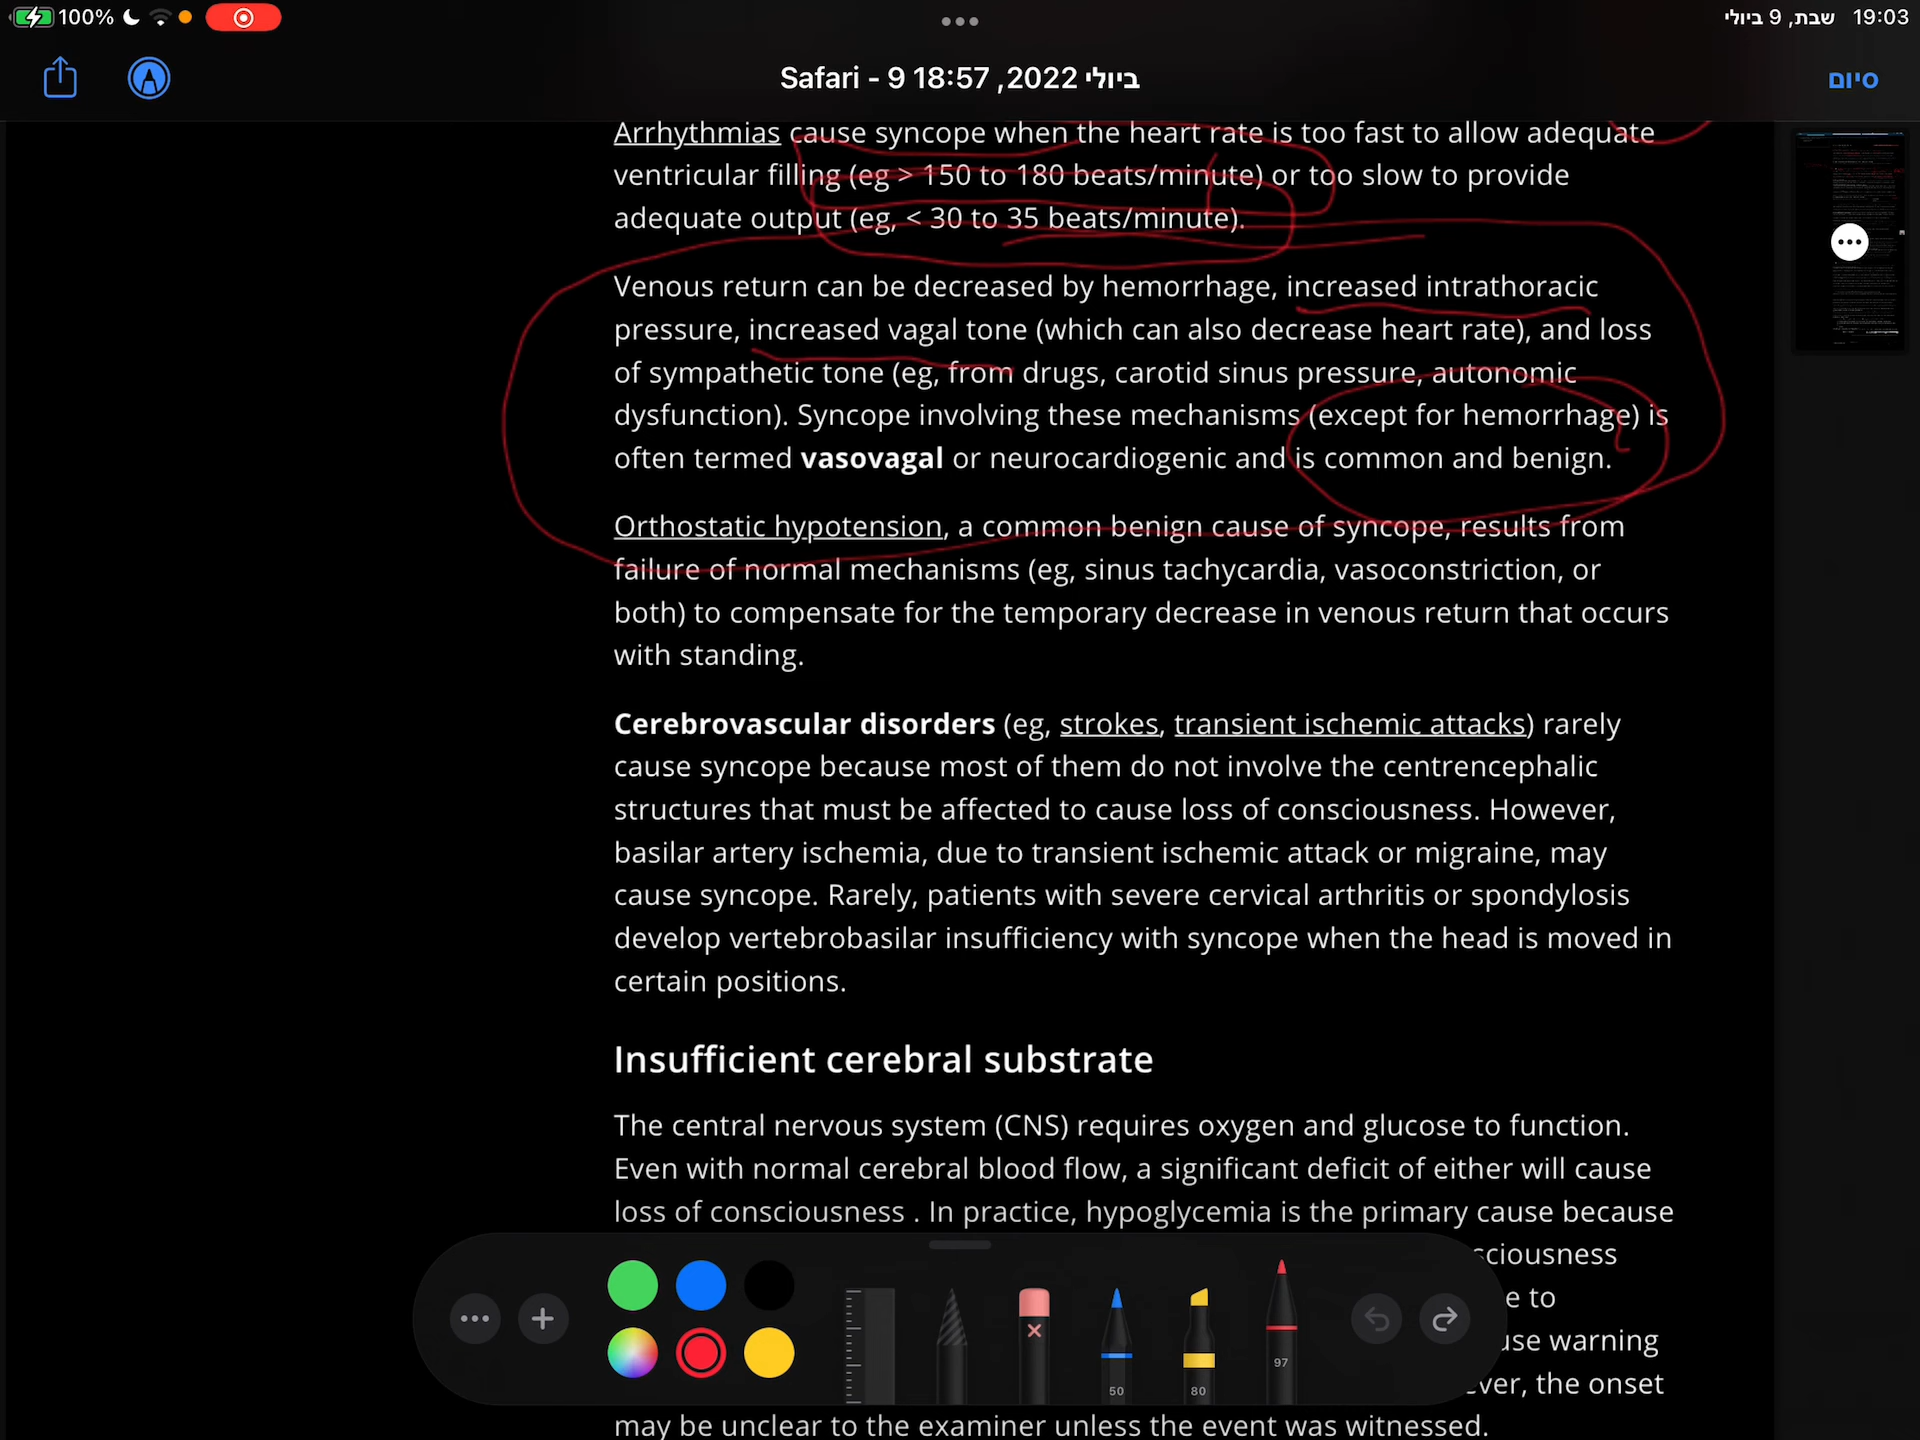 100%
19:03 שבת, 9 ביולי
Safari - 9 ביולי 2022, 18:57
סיום
Arrhythmias cause syncope when the heart rate is too fast to allow adequate
ventricular filling (eg > 150 to 180 beats/minute) or too slow to provide
adequate output (eg, < 30 to 35 beats/minute).
Venous return can be decreased by hemorrhage, increased intrathoracic
pressure, increased vagal tone (which can also decrease heart rate), and loss
of sympathetic tone (eg, from drugs, carotid sinus pressure, autonomic
dysfunction). Syncope involving these mechanisms (except for hemorrhage) is
often termed vasovagal or neurocardiogenic and is common and benign.
Orthostatic hypotension, a common benign cause of syncope, results from
failure of normal mechanisms (eg, sinus tachycardia, vasoconstriction, or
both) to compensate for the temporary decrease in venous return that occurs
with standing.
Cerebrovascular disorders (eg, strokes, transient ischemic attacks) rarely
cause syncope because most of them do not involve the centrencephalic
structures that must be affected to cause loss of consciousness. However,
basilar artery ischemia, due to transient ischemic attack or migraine, may
cause syncope. Rarely, patients with severe cervical arthritis or spondylosis
develop vertebrobasilar insufficiency with syncope when the head is moved in
certain positions.
Insufficient cerebral substrate
The central nervous system (CNS) requires oxygen and glucose to function.
Even with normal cerebral blood flow, a significant deficit of either will cause
loss of consciousness . In practice, hypoglycemia is the primary cause because
sciousness
e to
use warning
ver, the onset
may be unclear to the examiner unless the event was witnessed.
50
80
97